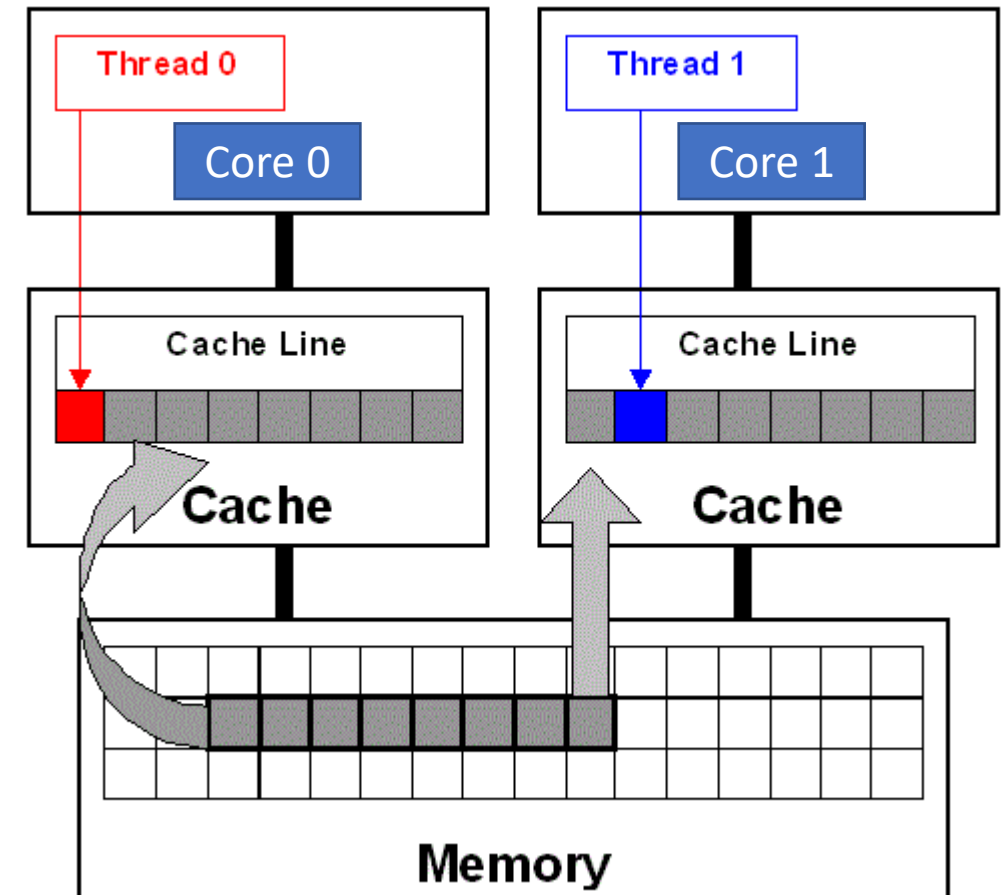 Thread 0
Thread 1
Core 0
Core 1
Cache Line
Cache Line
Cache
Cache
Memory